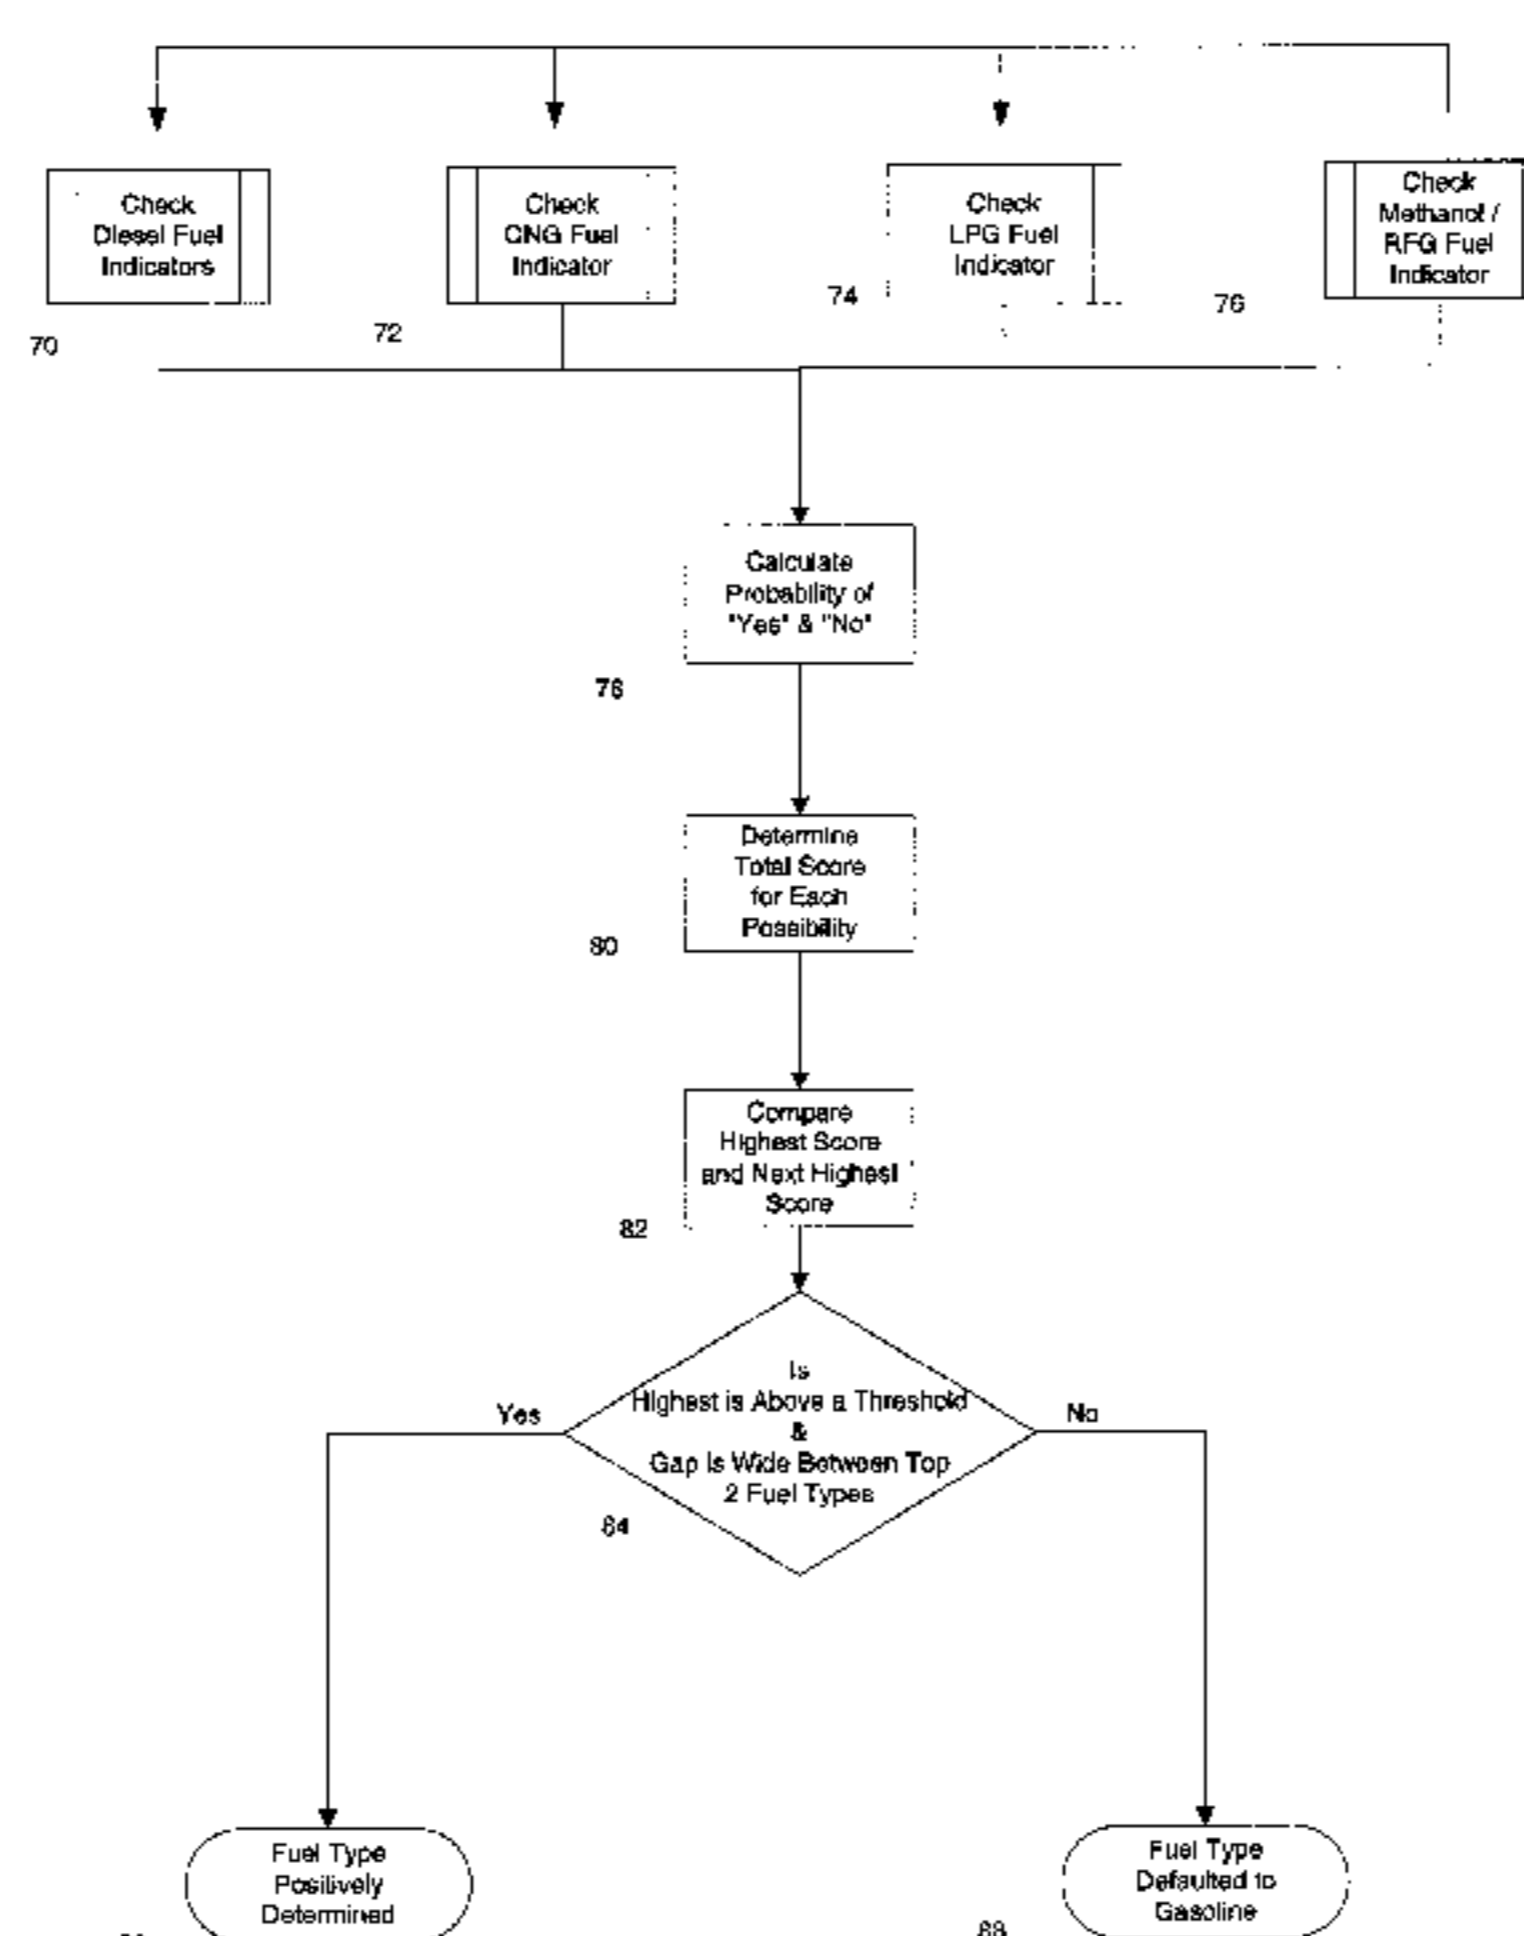 Check
Diesel Fuel
Indicators
Check
CNG Fuel
Indicator
Check
LPG Fuel
Indicator
Check
Methanol /
RFG Fuel
Indicator
70
72
74
76
Calculate
Probability of
"Yes" & "No"
Determine
Total Score
for Each
Possibility
80
Compare
Highest Score
and Next Highest
Score
82
Is
Highest is Above a Threshold
&
Gap Is Wide Between Top
2 Fuel Types
Yes
No
84
Fuel Type
Positively
Determined
Fuel Type
Defaulted to
Gasoline